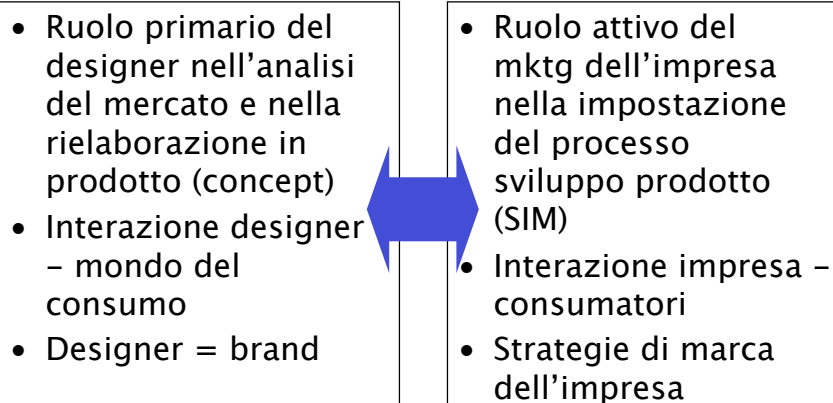 • Ruolo primario del
designer nell'analisi
del mercato e nella
rielaborazione in
prodotto (concept)
• Interazione designer
– mondo del
consumo
• Designer = brand
• Ruolo attivo del
mktg dell'impresa
nella impostazione
del processo
sviluppo prodotto
(SIM)
• Interazione impresa –
consumatori
• Strategie di marca
dell'impresa